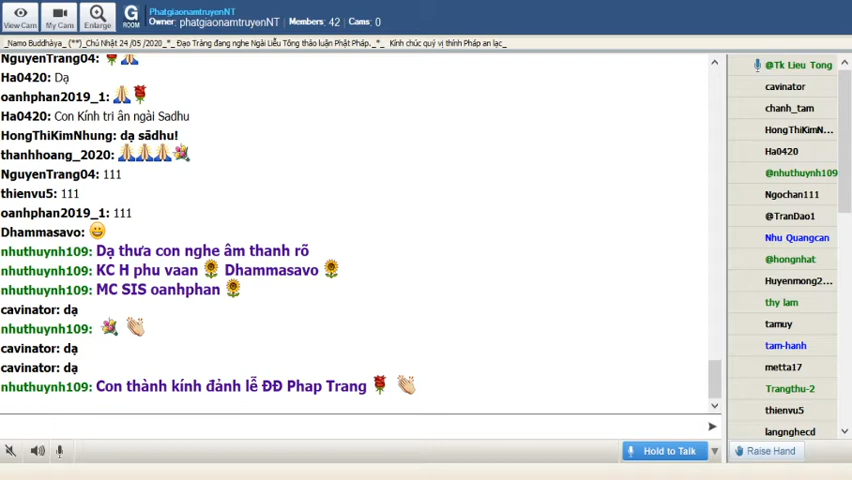 View Cam
My Cam
Enlarge
G
ROOM
PhatgiaonamtruyenNT
Owner: phatgiaonamtruyenNT Members: 42 Cams: 0
_Namo Buddhàya_ (**)_Chủ Nhật 24 /05 /2020_*_ Đạo Tràng đang nghe Ngài Liễu Tông thảo luận Phật Pháp._*_ Kính chúc quý vị thính Pháp an lạc_
NguyenTrang04:
Ha0420: Dạ
oanhphan2019_1:
Ha0420: Con Kính tri ân ngài Sadhu
HongThiKimNhung: dạ sādhu!
thanhhoang_2020:
NguyenTrang04: 111
thienvu5: 111
oanhphan2019_1: 111
Dhammasavo:
nhuthuynh109: Dạ thưa con nghe âm thanh rõ
nhuthuynh109: KC H phu vaan Dhammasavo
nhuthuynh109: MC SIS oanhphan
cavinator: dạ
nhuthuynh109:
cavinator: dạ
cavinator: dạ
nhuthuynh109: Con thành kính đảnh lễ ĐĐ Phap Trang
@Tk Lieu Tong
cavinator
chanh_tam
HongThiKimN...
Ha0420
@nhuthuynh109
Ngochan111
@TranDao1
Nhu Quangcan
@hongnhat
Huyenmong2...
thy lam
tamuy
tam-hanh
metta17
Trangthu-2
thienvu5
langnghecd
Hold to Talk
Raise Hand